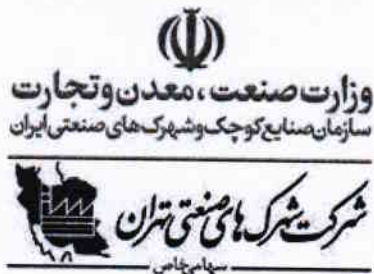 وزارت صنعت، معدن و تجارت
سازمان صنایع کوچک و شهرک‌های صنعتی ایران
شرکت شهرک‌های صنعتی تهران
سهامی خاص